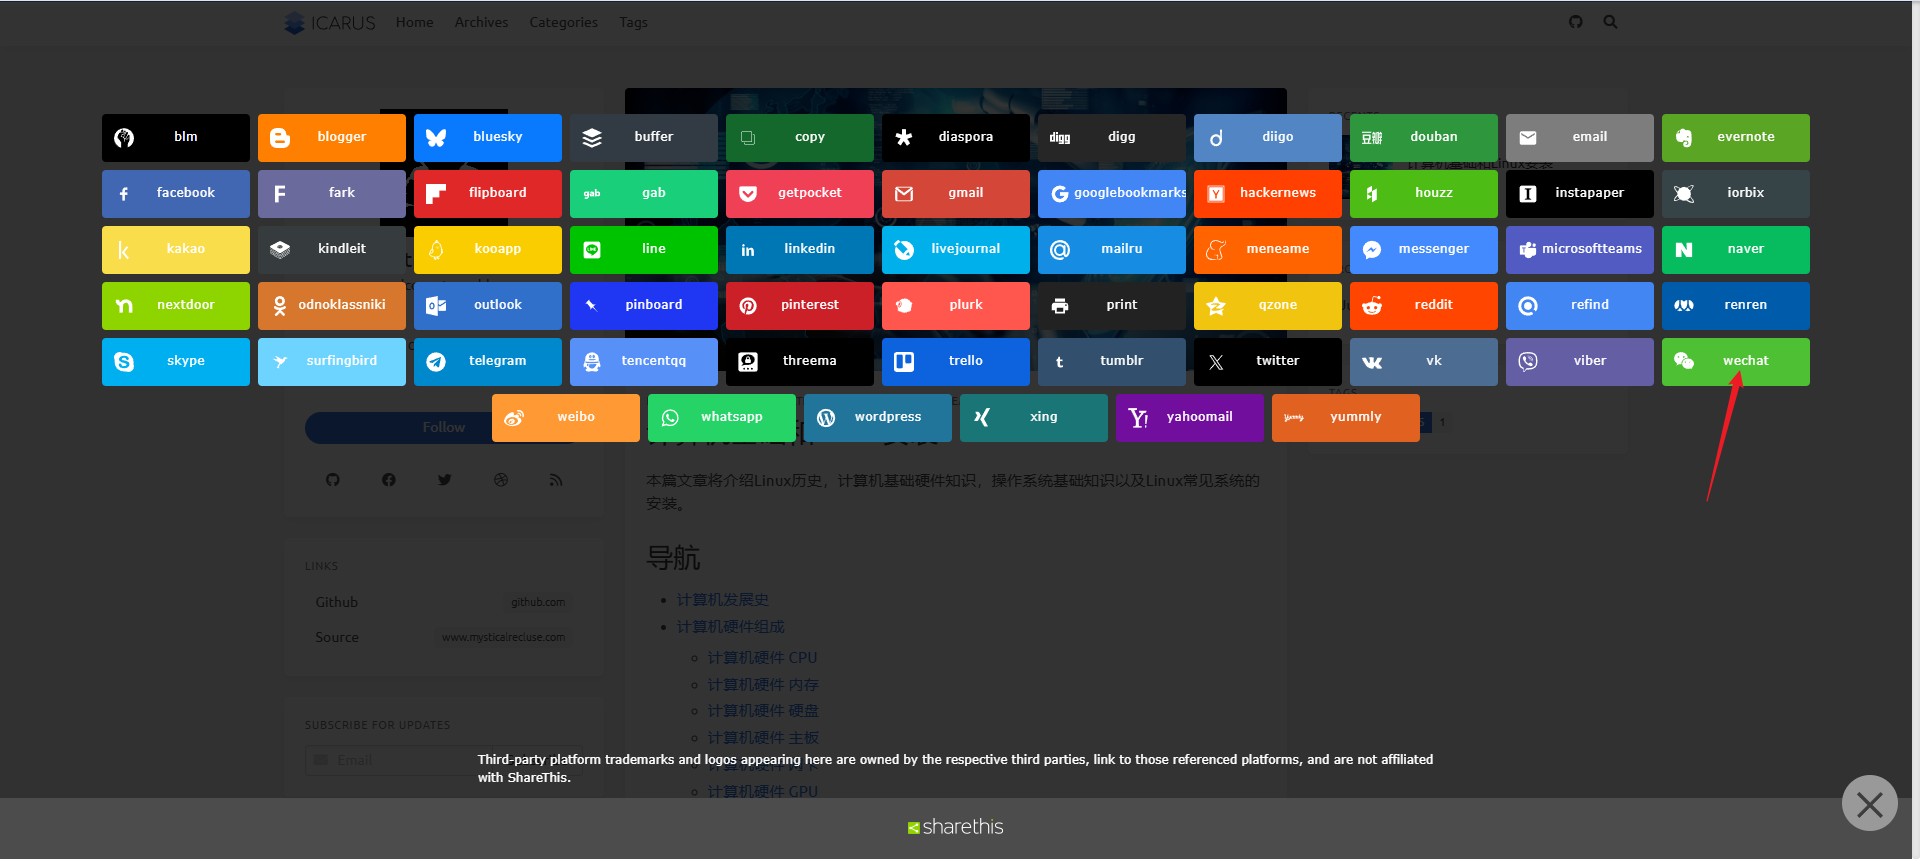 ICARUS Home Archives Categories Tags
blm blogger bluesky buffer copy diaspora digg diigo douban email evernote
facebook fark flipboard gab getpocket gmail googlebookmarks hackernews houzz instapaper iorbix
kakao kindleit kooapp line linkedin livejournal mailru meneame messenger microsoftteams naver
nextdoor odnoklassniki outlook pinboard pinterest plurk print qzone reddit refind renren
skype surfingbird telegram tencentqq threema trello tumblr twitter vk viber wechat
weibo whatsapp wordpress xing yahoomail yummly
Follow
1
本篇文章将介绍Linux历史，计算机基础硬件知识，操作系统基础知识以及Linux常见系统的
安装。
导航
计算机发展史
计算机硬件组成
计算机硬件 CPU
计算机硬件 内存
计算机硬件 硬盘
计算机硬件 主板
计算机硬件 GPU
LINKS
Github github.com
Source www.mysticalrecluse.com
SUBSCRIBE FOR UPDATES
Email
Third-party platform trademarks and logos appearing here are owned by the respective third parties, link to those referenced platforms, and are not affiliated
with ShareThis.
sharethis